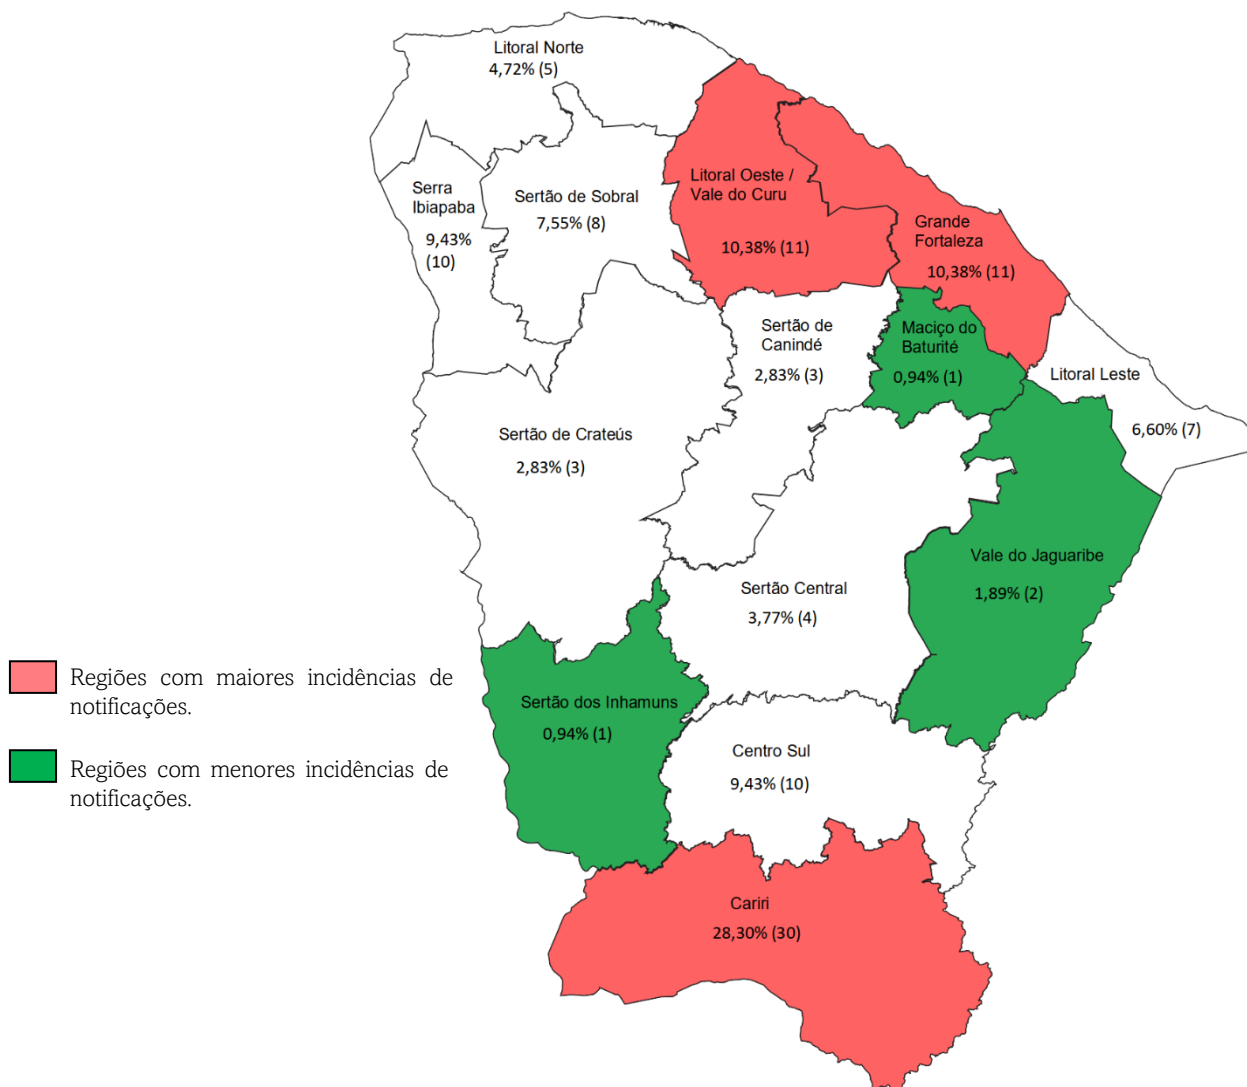 Litoral Norte
4,72% (5)
Serra
Ibiapaba
9,43%
(10)
Sertão de Sobral
7,55% (8)
Litoral Oeste /
Vale do Curu
10,38% (11)
Grande
Fortaleza
10,38% (11)
Sertão de
Canindé
2,83% (3)
Maciço do
Baturité
0,94% (1)
Litoral Leste
6,60% (7)
Sertão de Crateús
2,83% (3)
Vale do Jaguaribe
1,89% (2)
Sertão Central
3,77% (4)
Sertão dos Inhamuns
0,94% (1)
Centro Sul
9,43% (10)
Cariri
28,30% (30)
Regiões com maiores incidências de
notificações.
Regiões com menores incidências de
notificações.